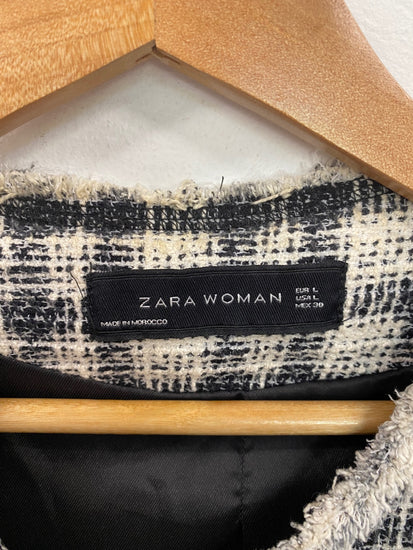 ZARA WOMAN
EUR L
USA L
MEX 30
MADE IN MOROCCO